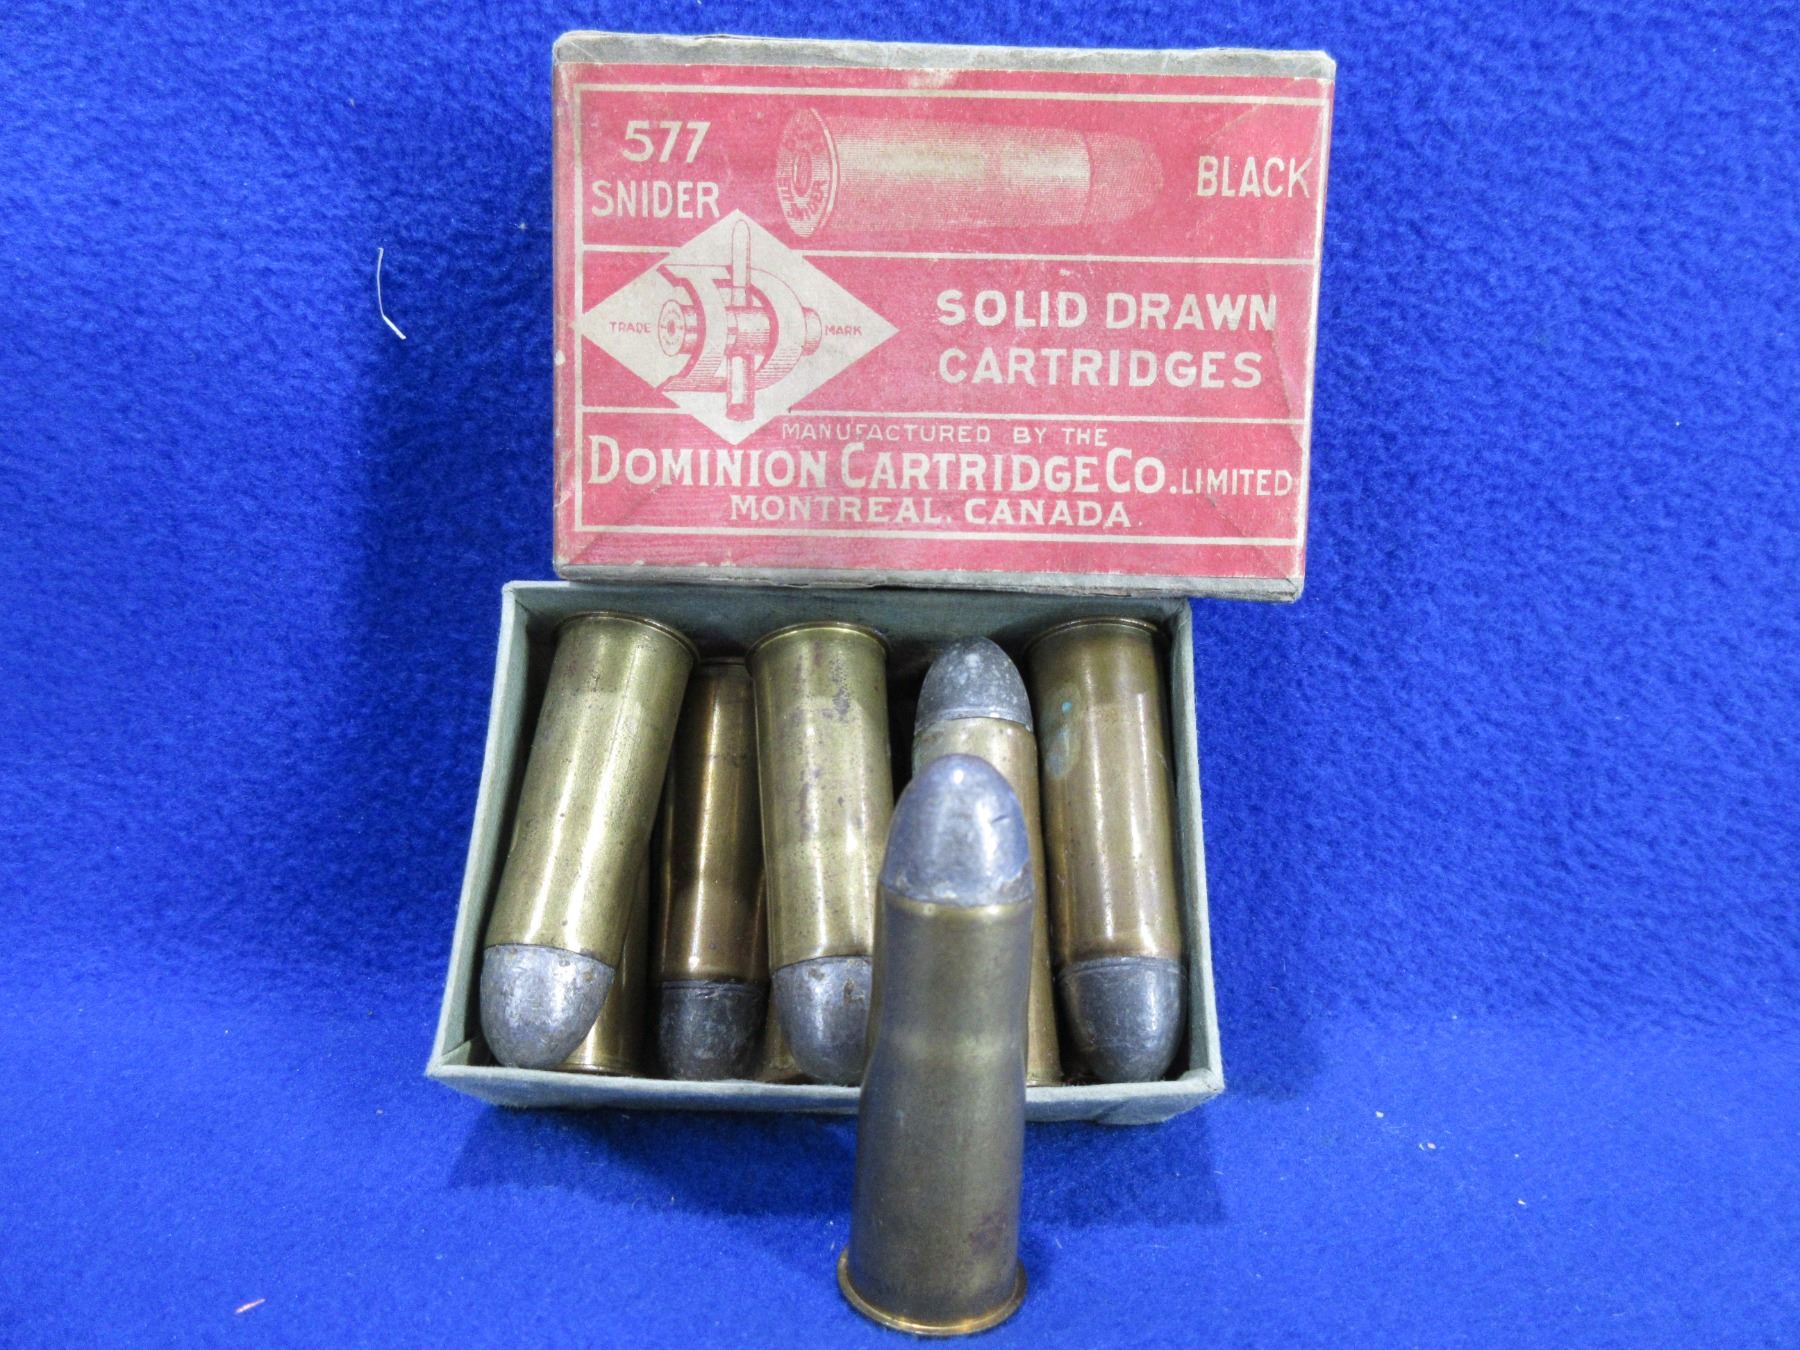 577
SNIDER
BLACK
TRADE MARK
SOLID DRAWN
CARTRIDGES
MANUFACTURED BY THE
DOMINION CARTRIDGE CO. LIMITED
MONTREAL. CANADA.